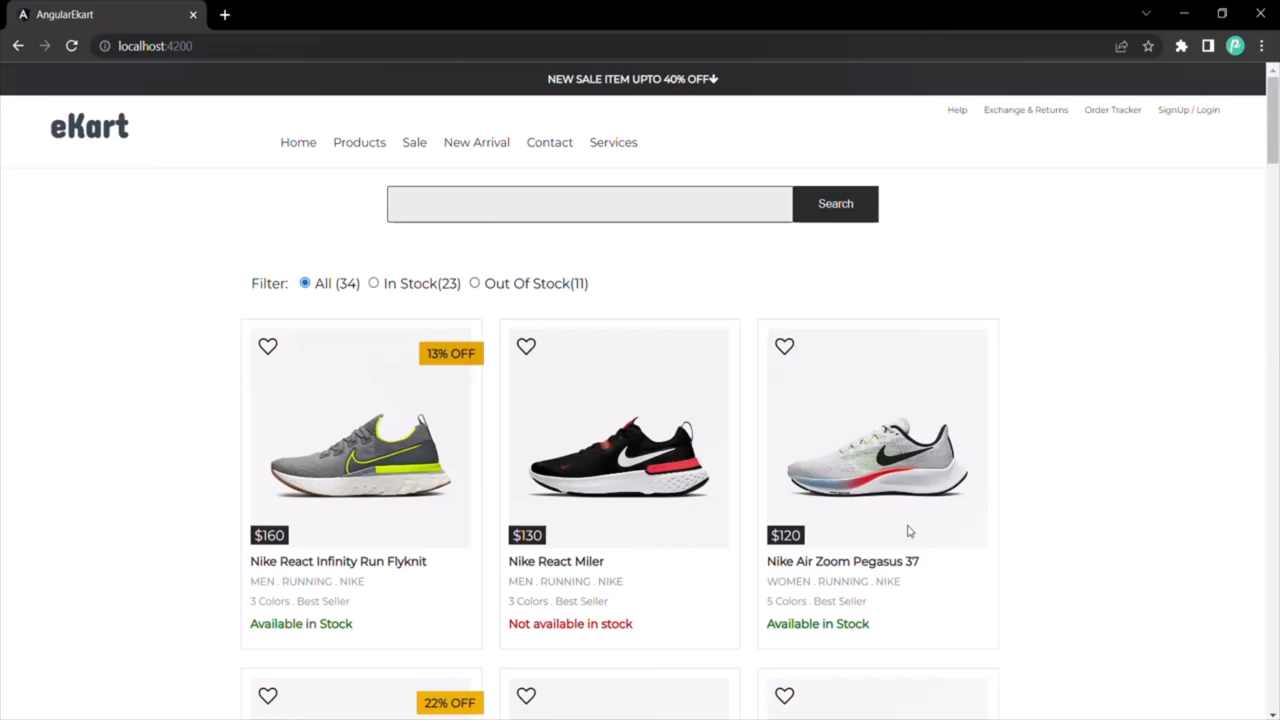 AngularEkart
localhost:4200
NEW SALE ITEM UPTO 40% OFF
Help Exchange & Returns Order Tracker SignUp / Login
eKart
Home Products Sale New Arrival Contact Services
Search
Filter: All (34) In Stock(23) Out Of Stock(11)
13% OFF
$160 $130 $120
Nike React Infinity Run Flyknit Nike React Miler Nike Air Zoom Pegasus 37
MEN . RUNNING . NIKE MEN . RUNNING . NIKE WOMEN . RUNNING . NIKE
3 Colors . Best Seller 3 Colors . Best Seller 5 Colors . Best Seller
Available in Stock Not available in stock Available in Stock
22% OFF